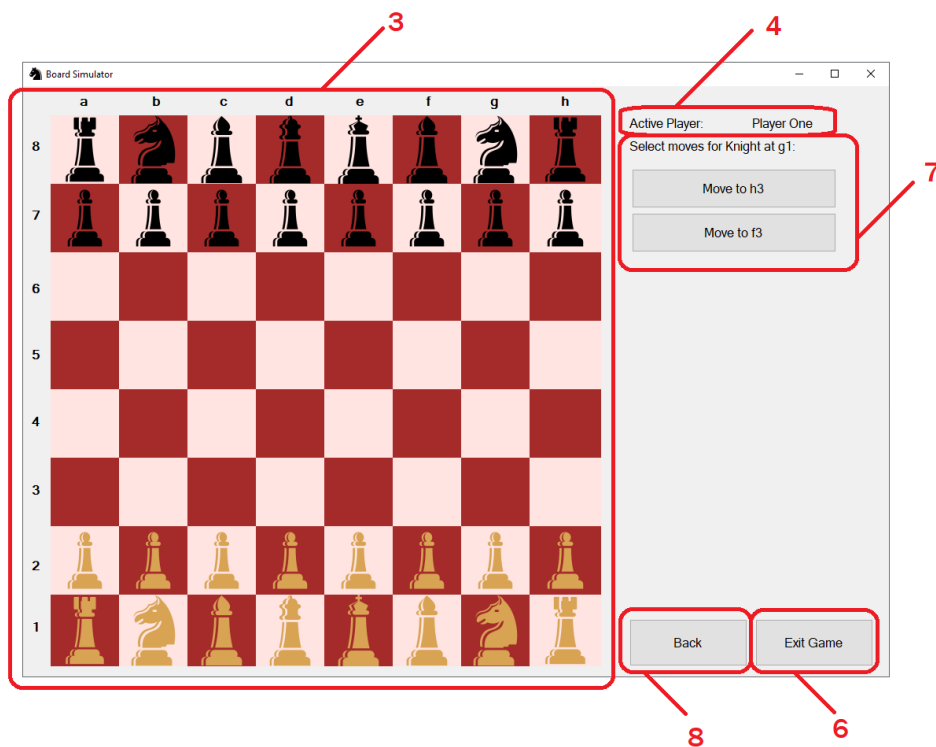 3
4
Board Simulator
a b c d e f g h
Active Player: Player One
8
Select moves for Knight at g1:
7
Move to h3
7
Move to f3
6
5
4
3
2
1
Back
Exit Game
8
6